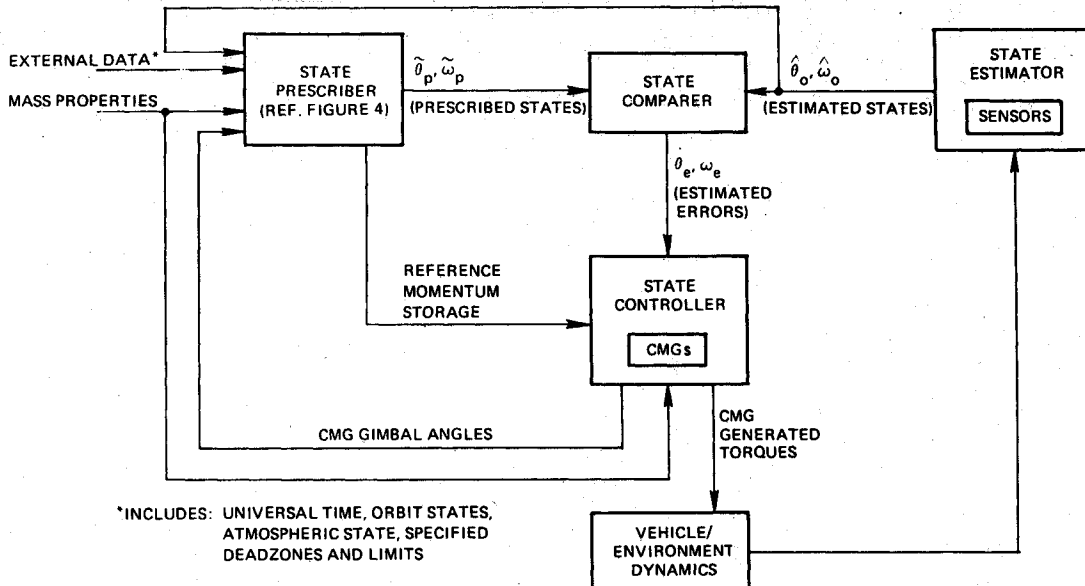 EXTERNAL DATA*
MASS PROPERTIES
STATE
PRESCRIBER
(REF. FIGURE 4)
θ̃p, ω̃p
(PRESCRIBED STATES)
STATE
COMPARER
θ̂o, ω̂o
(ESTIMATED STATES)
STATE
ESTIMATOR
SENSORS
θe, ωe
(ESTIMATED
ERRORS)
REFERENCE
MOMENTUM
STORAGE
STATE
CONTROLLER
CMGs
CMG GIMBAL ANGLES
CMG
GENERATED
TORQUES
*INCLUDES: UNIVERSAL TIME, ORBIT STATES,
ATMOSPHERIC STATE, SPECIFIED
DEADZONES AND LIMITS
VEHICLE/
ENVIRONMENT
DYNAMICS